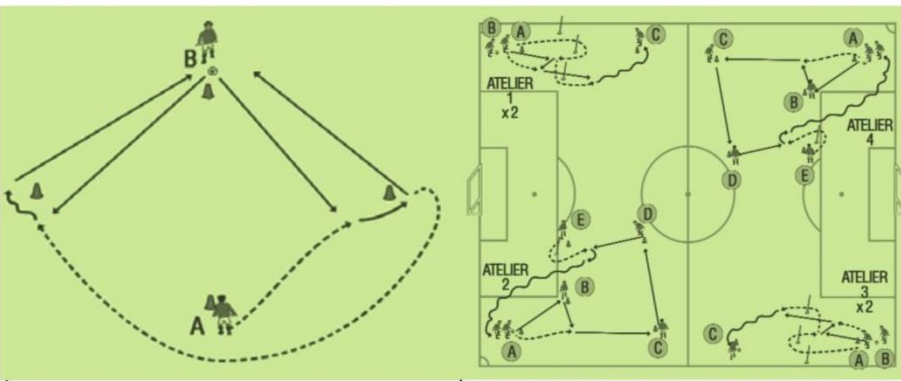 B
A
B A C
ATELIER
1
x2
C A
B
ATELIER
4
D E
E D
ATELIER
2
B
A C
ATELIER
3
x2
C A B